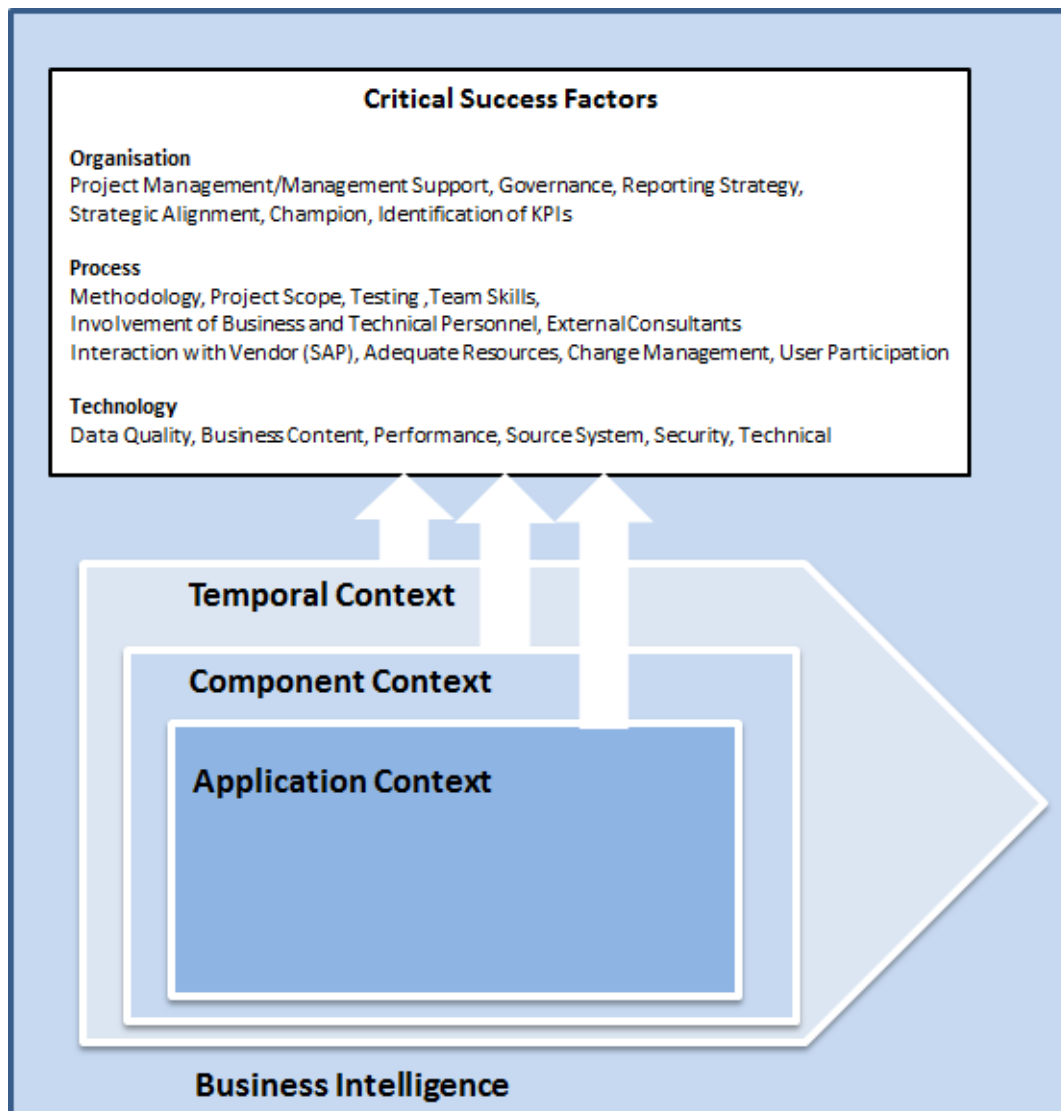 Critical Success Factors
Organisation
Project Management/Management Support, Governance, Reporting Strategy,
Strategic Alignment, Champion, Identification of KPIs
Process
Methodology, Project Scope, Testing ,Team Skills,
Involvement of Business and Technical Personnel, External Consultants
Interaction with Vendor (SAP), Adequate Resources, Change Management, User Participation
Technology
Data Quality, Business Content, Performance, Source System, Security, Technical
Temporal Context
Component Context
Application Context
Business Intelligence